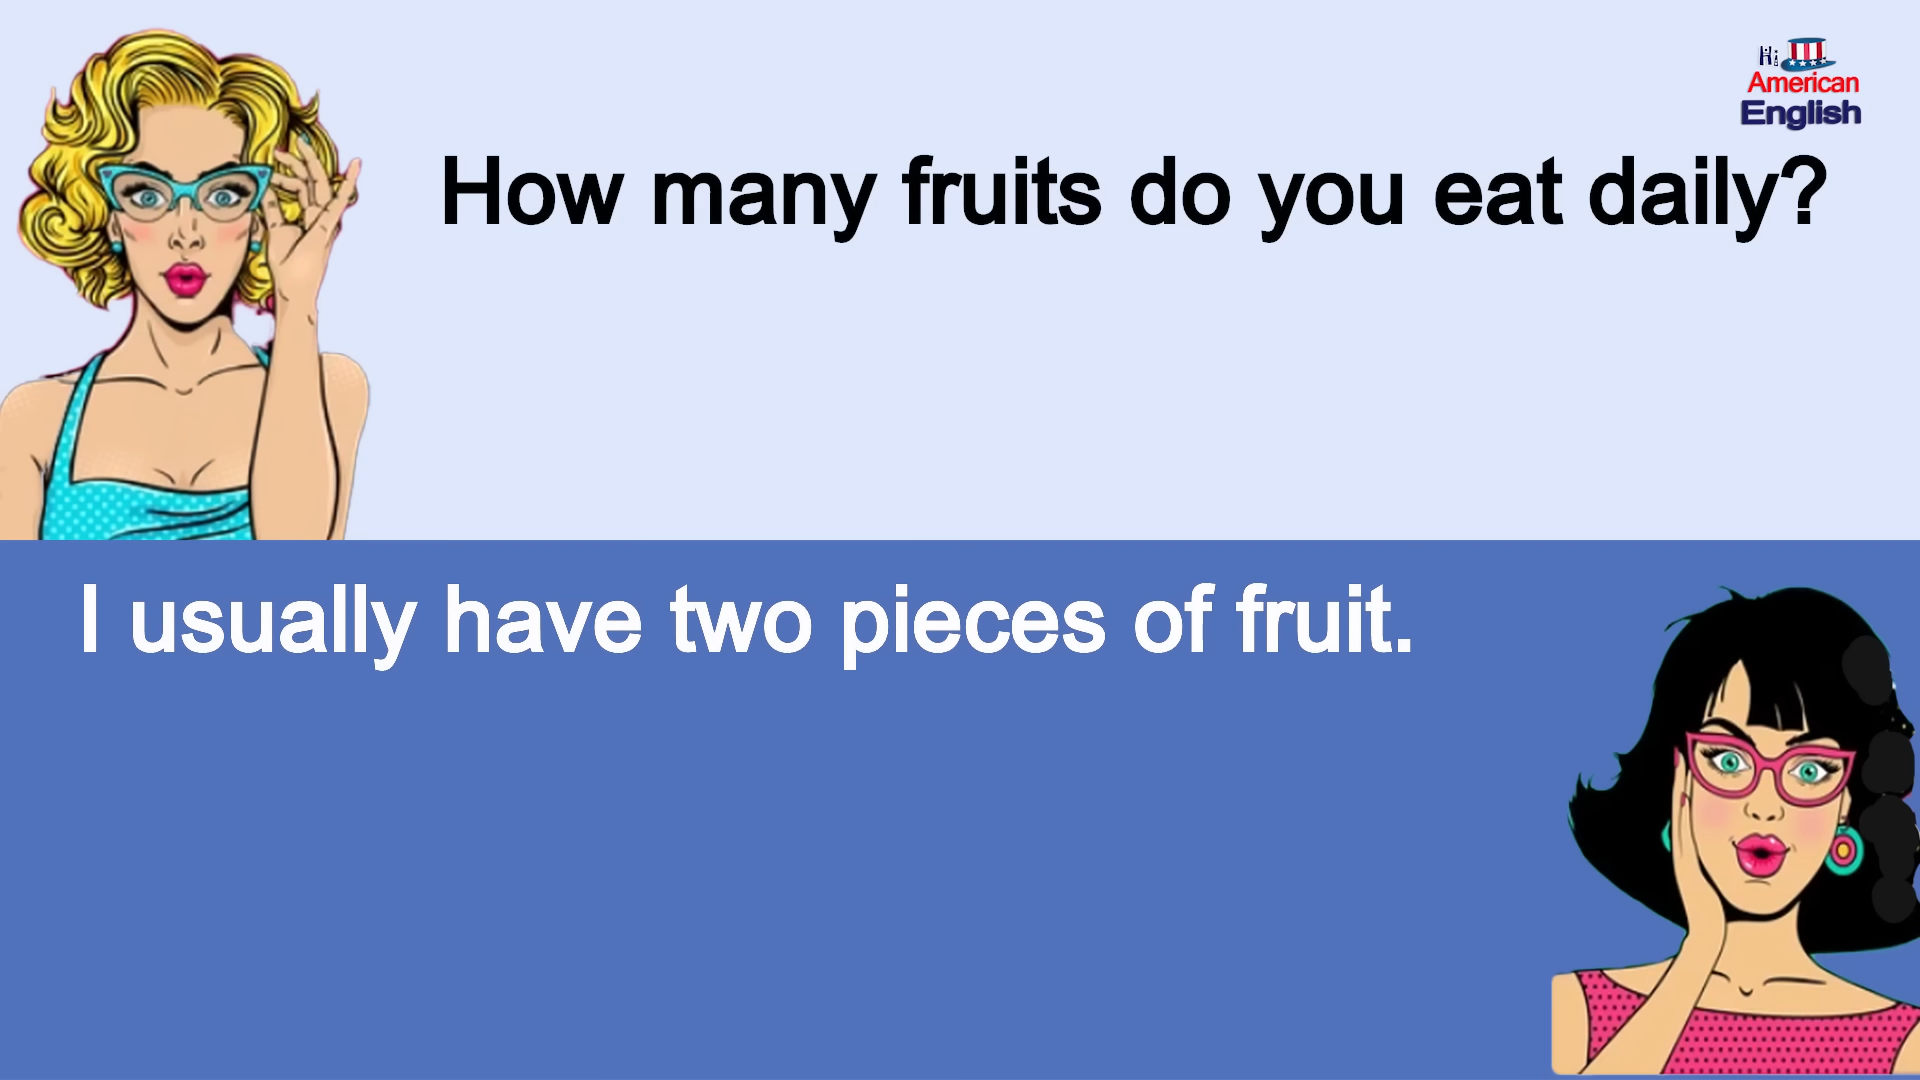 Hi
American
English
How many fruits do you eat daily?
I usually have two pieces of fruit.